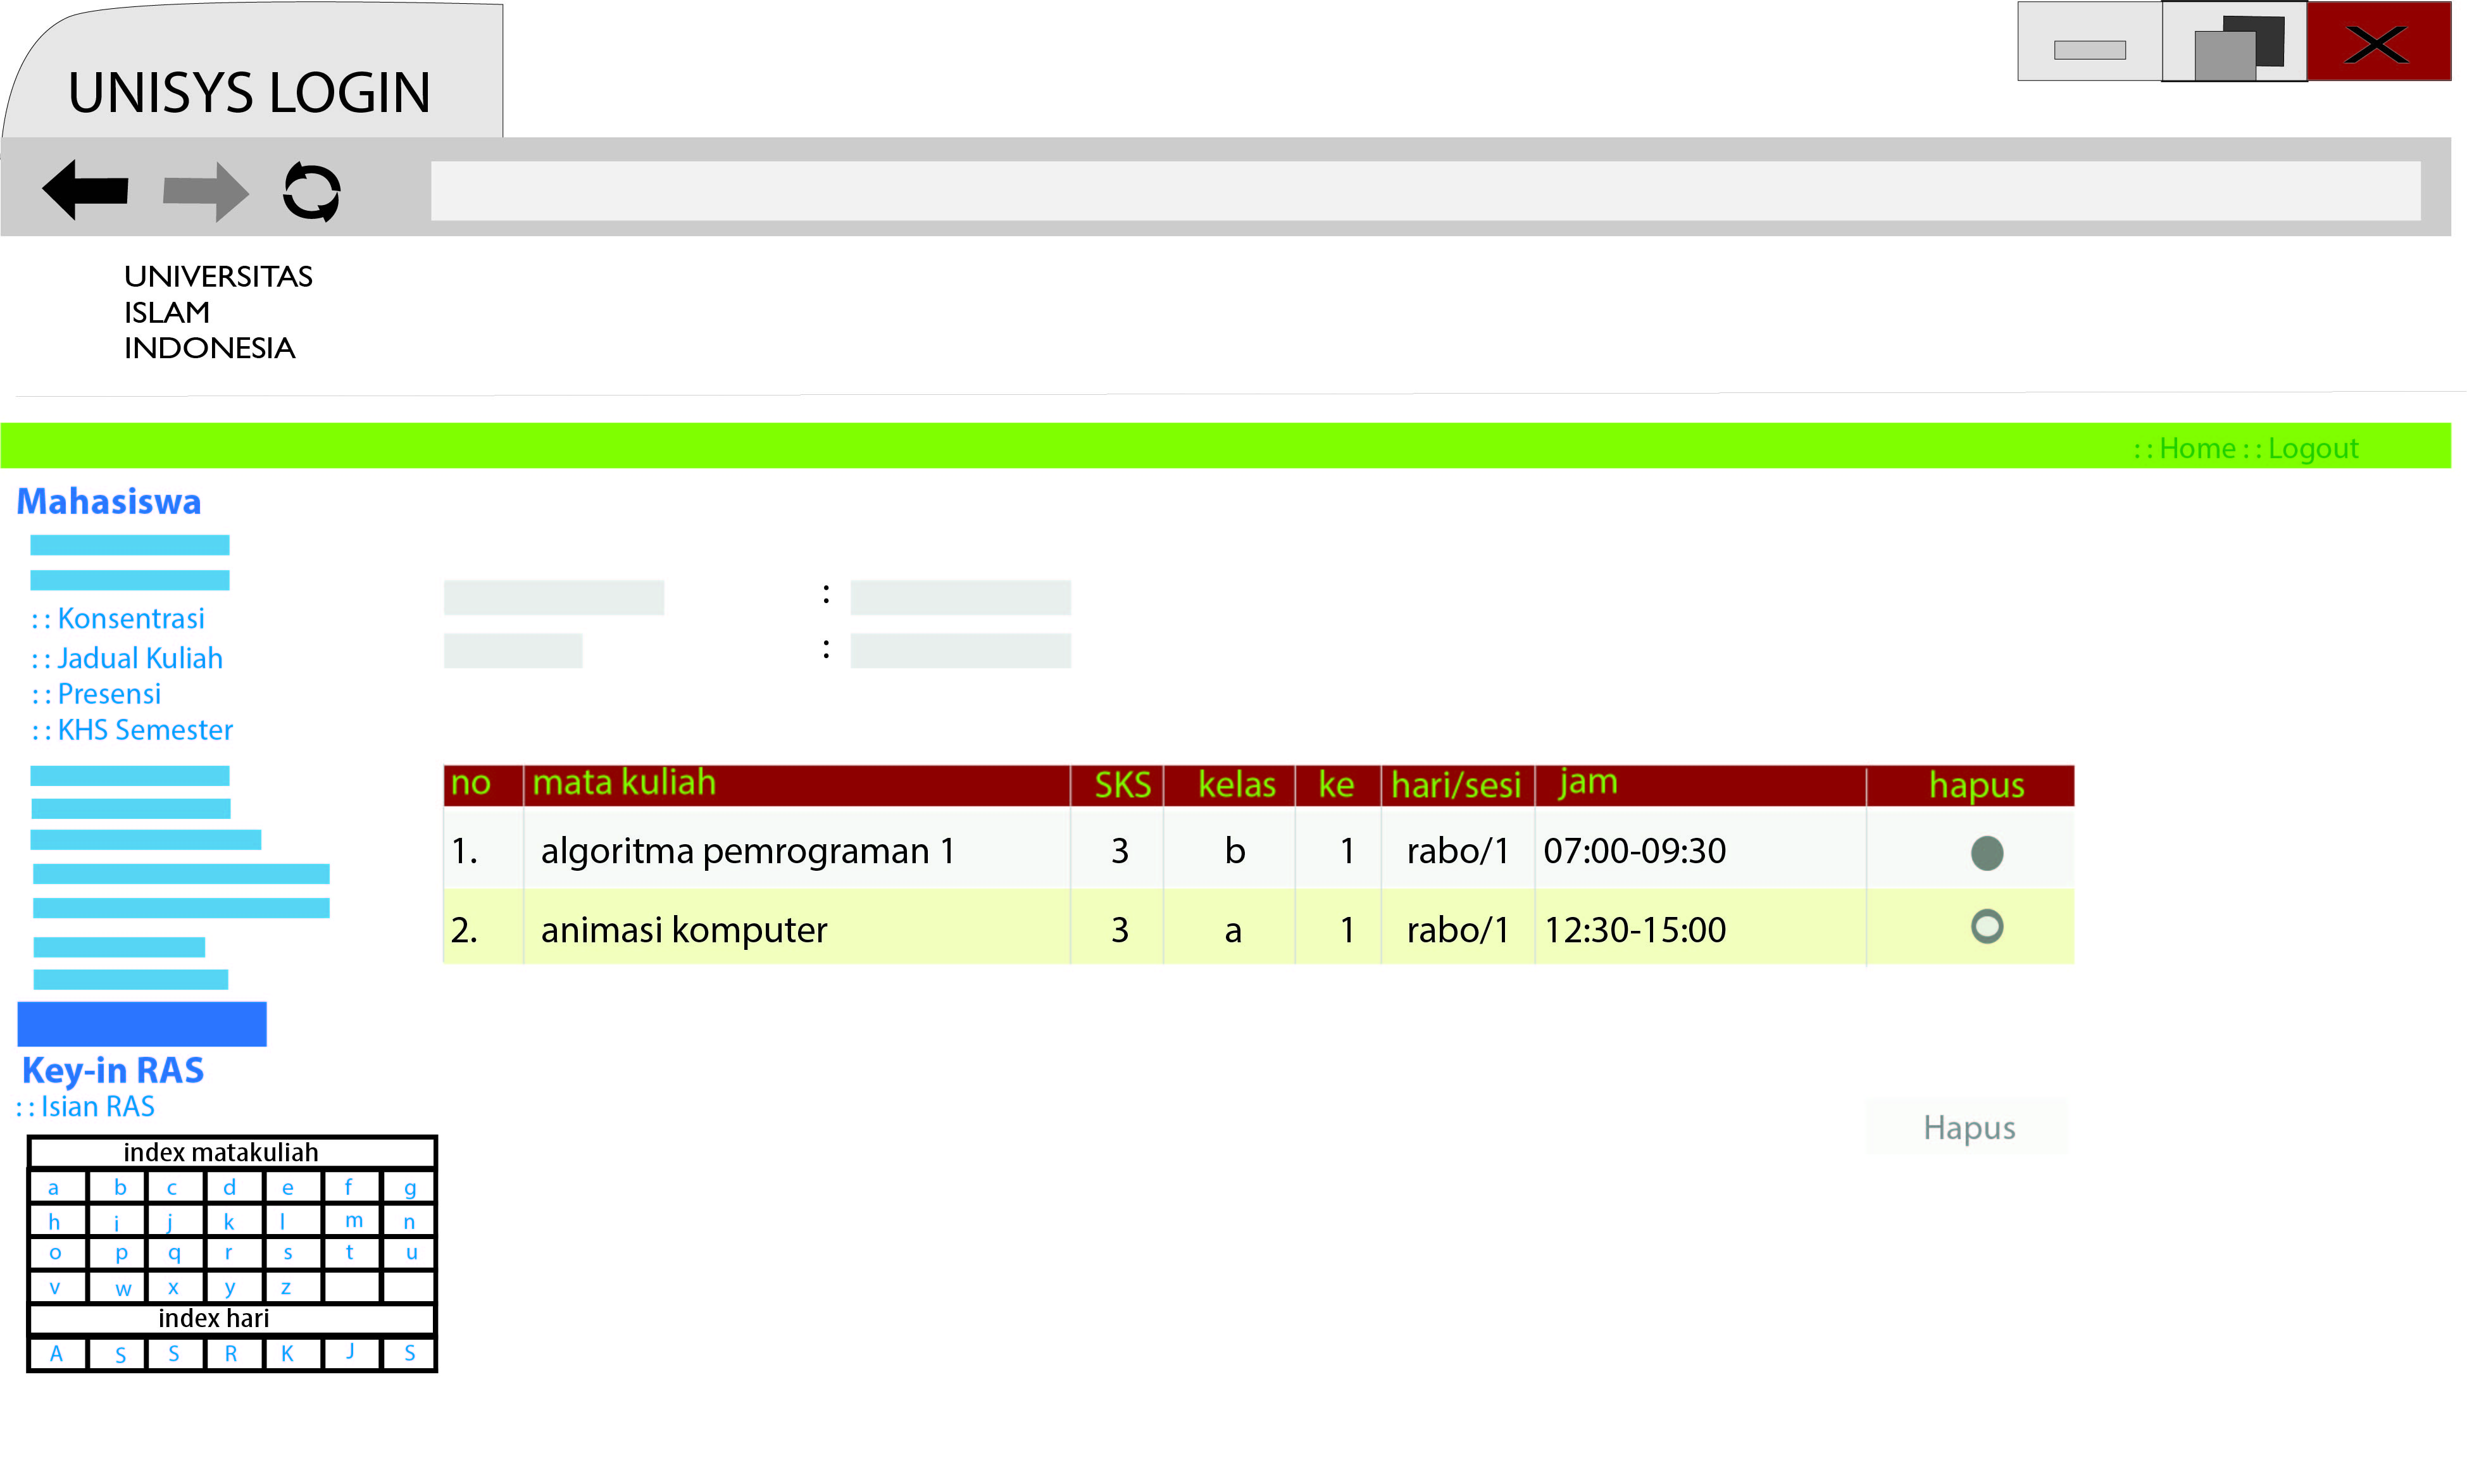 UNISYS LOGIN
UNIVERSITAS
ISLAM
INDONESIA
: : Home : : Logout
Mahasiswa
: : Konsentrasi
: : Jadual Kuliah
: : Presensi
: : KHS Semester
:
:
no mata kuliah SKS kelas ke hari/sesi jam hapus
1. algoritma pemrograman 1 3 b 1 rabo/1 07:00-09:30
2. animasi komputer 3 a 1 rabo/1 12:30-15:00
Key-in RAS
: : Isian RAS
Hapus
index matakuliah
a b c d e f g
h i j k l m n
o p q r s t u
v w x y z
index hari
A S S R K J S